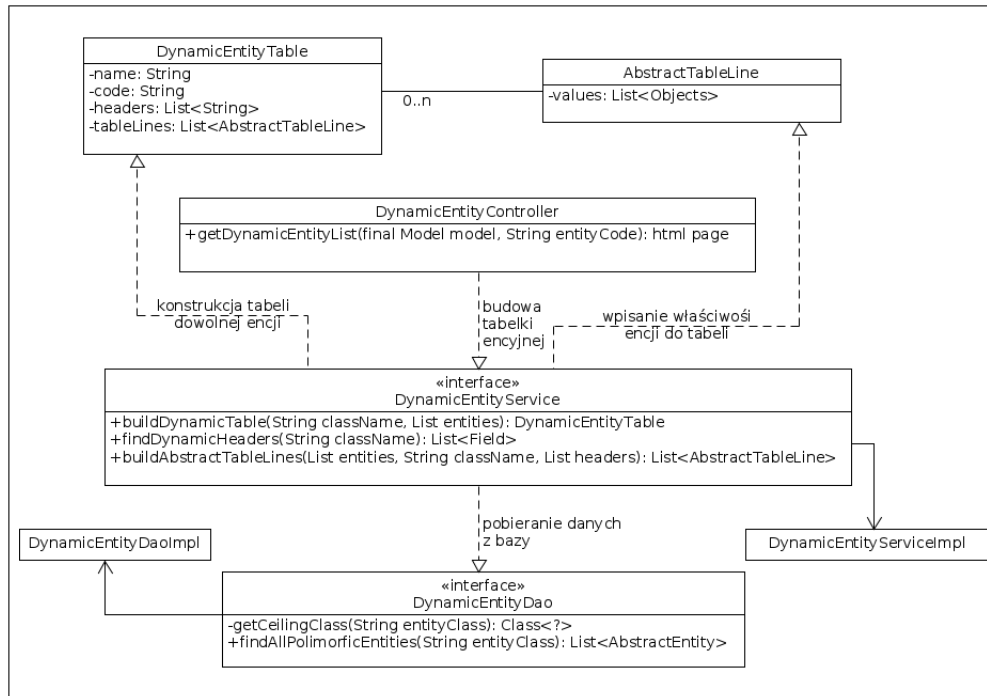 DynamicEntityTable
-name: String
-code: String
-headers: List<String>
-tableLines: List<AbstractTableLine>
0..n
AbstractTableLine
-values: List<Objects>
DynamicEntityController
+getDynamicEntityList(final Model model, String entityCode): html page
konstrukcja tabeli
dowolnej encji
budowa
tabelki
encyjnej
wpisanie właściwośi
encji do tabeli
«interface»
DynamicEntityService
+buildDynamicTable(String className, List entities): DynamicEntityTable
+findDynamicHeaders(String className): List<Field>
+buildAbstractTableLines(List entities, String className, List headers): List<AbstractTableLine>
pobieranie danych
z bazy
DynamicEntityDaoImpl
DynamicEntityServiceImpl
«interface»
DynamicEntityDao
-getCeilingClass(String entityClass): Class<?>
+findAllPolimorficEntities(String entityClass): List<AbstractEntity>